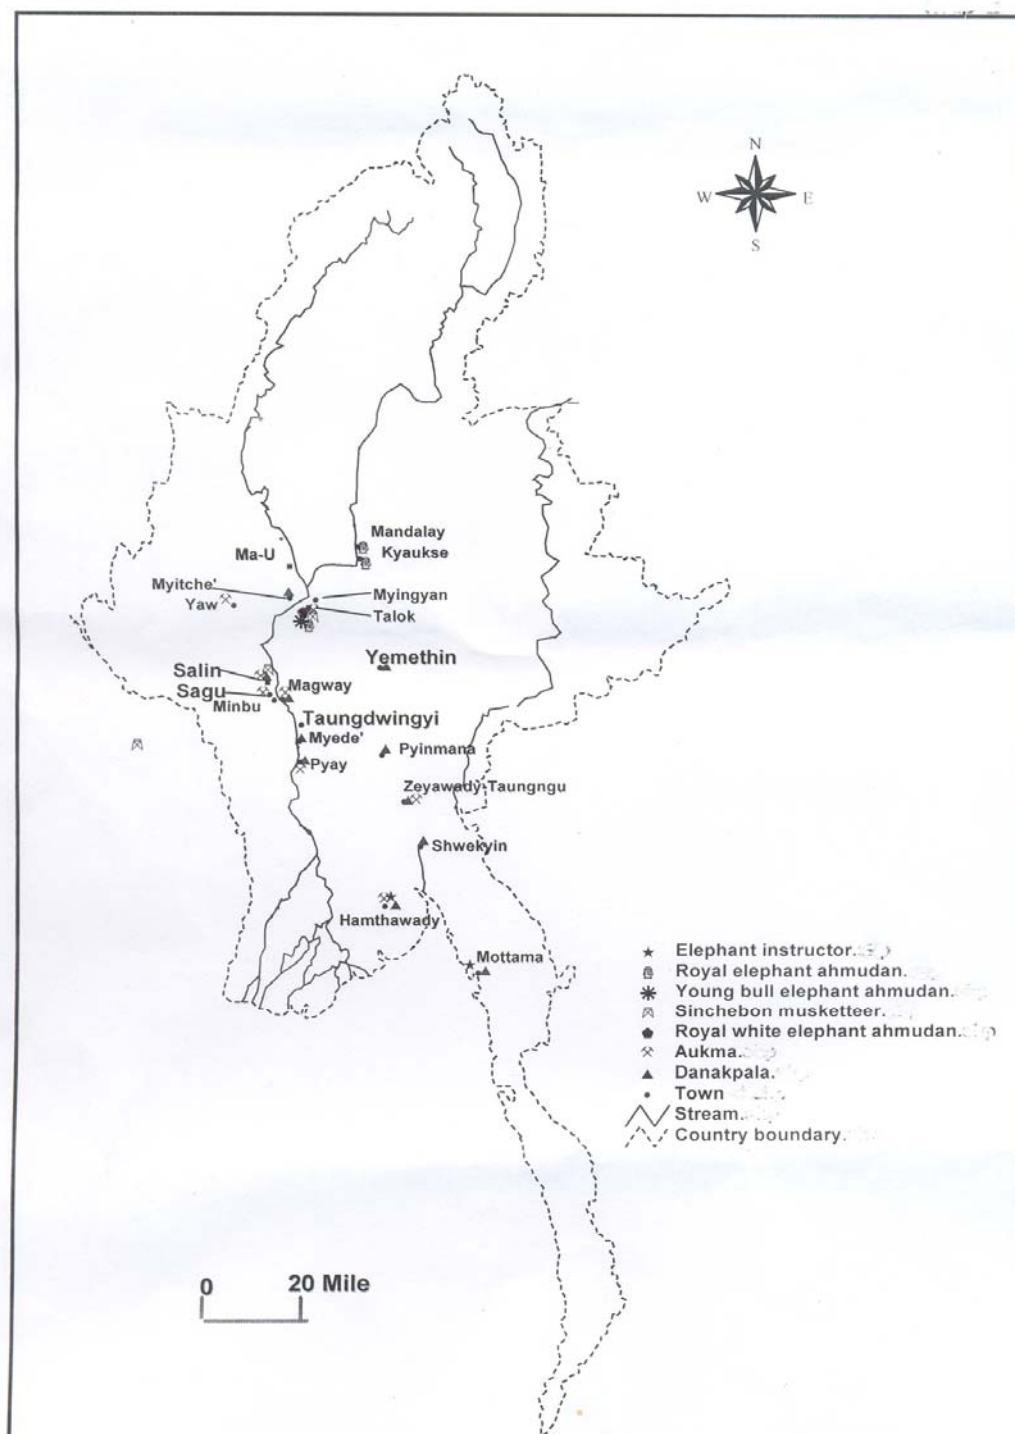 N
W E
S
Mandalay
Kyaukse
Ma-U
Myitche'
Yaw
Myingyan
Talok
Yemethin
Salin
Sagu
Magway
Minbu
Taungdwingyi
Myede'
Pyinmana
Pyay
Zeyawady-Taungngu
Shwekyin
Hamthawady
Mottama
Elephant instructor.
Royal elephant ahmudan.
Young bull elephant ahmudan.
Sinchebon musketeer.
Royal white elephant ahmudan.
Aukma.
Danakpala.
Town
Stream.
Country boundary.
0 20 Mile